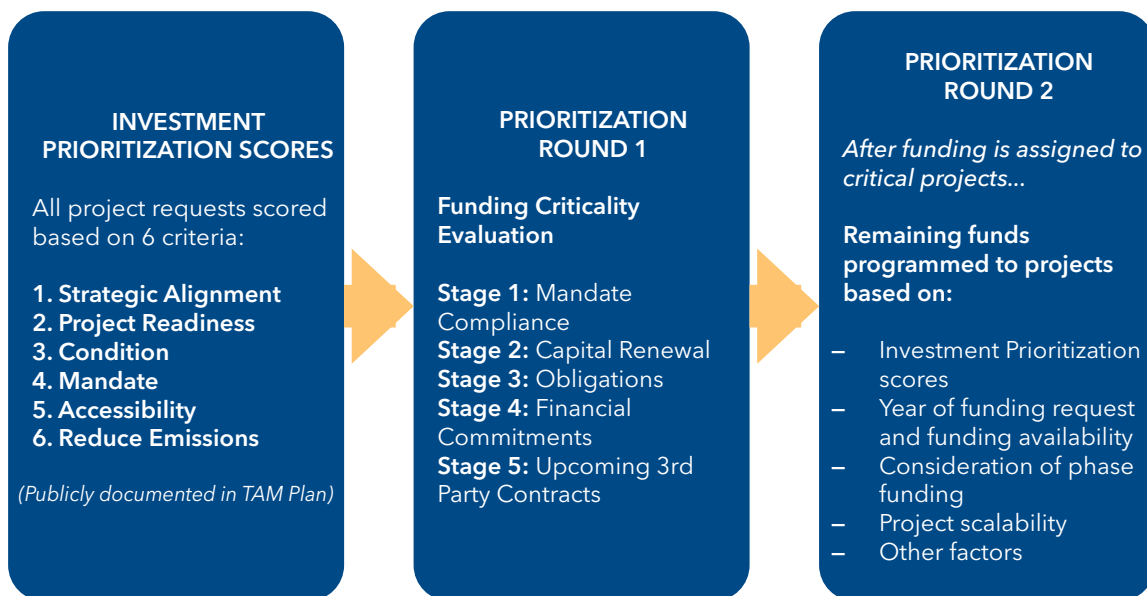 INVESTMENT
PRIORITIZATION SCORES
All project requests scored
based on 6 criteria:
1. Strategic Alignment
2. Project Readiness
3. Condition
4. Mandate
5. Accessibility
6. Reduce Emissions
(Publicly documented in TAM Plan)
PRIORITIZATION
ROUND 1
Funding Criticality
Evaluation
Stage 1: Mandate
Compliance
Stage 2: Capital Renewal
Stage 3: Obligations
Stage 4: Financial
Commitments
Stage 5: Upcoming 3rd
Party Contracts
PRIORITIZATION
ROUND 2
After funding is assigned to
critical projects...
Remaining funds
programmed to projects
based on:
– Investment Prioritization
scores
– Year of funding request
and funding availability
– Consideration of phase
funding
– Project scalability
– Other factors